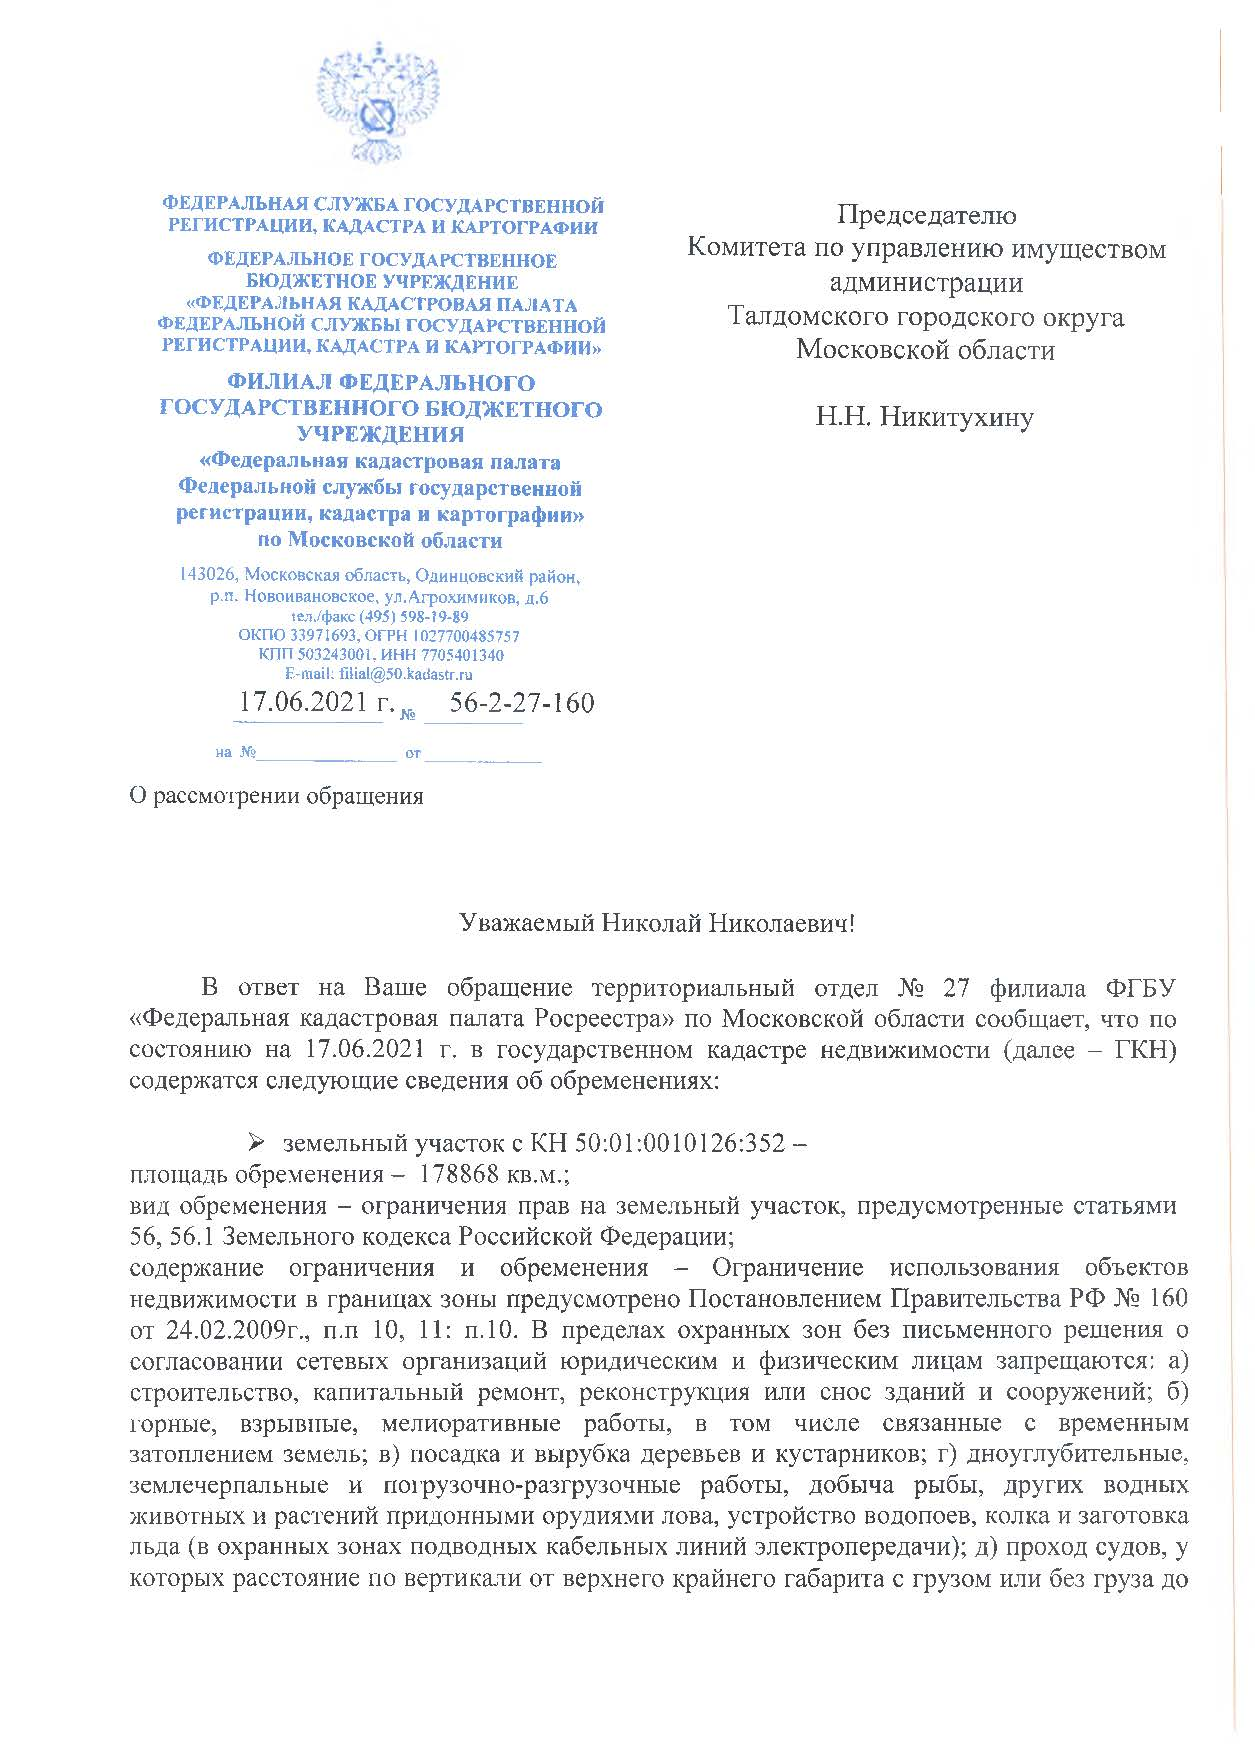 ФЕДЕРАЛЬНАЯ СЛУЖБА ГОСУДАРСТВЕННОЙ
РЕГИСТРАЦИИ, КАДАСТРА И КАРТОГРАФИИ
ФЕДЕРАЛЬНОЕ ГОСУДАРСТВЕННОЕ
БЮДЖЕТНОЕ УЧРЕЖДЕНИЕ
«ФЕДЕРАЛЬНАЯ КАДАСТРОВАЯ ПАЛАТА
ФЕДЕРАЛЬНОЙ СЛУЖБЫ ГОСУДАРСТВЕННОЙ
РЕГИСТРАЦИИ, КАДАСТРА И КАРТОГРАФИИ»
ФИЛИАЛ ФЕДЕРАЛЬНОГО
ГОСУДАРСТВЕННОГО БЮДЖЕТНОГО
УЧРЕЖДЕНИЯ
«Федеральная кадастровая палата
Федеральной службы государственной
регистрации, кадастра и картографии»
по Московской области
143026, Московская область, Одинцовский район,
р.п. Новоивановское, ул.Агрохимиков, д.6
тел./факс (495) 598-19-89
ОКПО 33971693, ОГРН 1027700485757
КПП 503243001, ИНН 7705401340
E-mail: filial@50.kadastr.ru
17.06.2021 г. № 56-2-27-160
на №______________ от ____________
Председателю
Комитета по управлению имуществом
администрации
Талдомского городского округа
Московской области
Н.Н. Никитухину
О рассмотрении обращения
Уважаемый Николай Николаевич!
В ответ на Ваше обращение территориальный отдел № 27 филиала ФГБУ
«Федеральная кадастровая палата Росреестра» по Московской области сообщает, что по
состоянию на 17.06.2021 г. в государственном кадастре недвижимости (далее – ГКН)
содержатся следующие сведения об обременениях:
➢ земельный участок с КН 50:01:0010126:352 –
площадь обременения – 178868 кв.м.;
вид обременения – ограничения прав на земельный участок, предусмотренные статьями
56, 56.1 Земельного кодекса Российской Федерации;
содержание ограничения и обременения – Ограничение использования объектов
недвижимости в границах зоны предусмотрено Постановлением Правительства РФ № 160
от 24.02.2009г., п.п 10, 11: п.10. В пределах охранных зон без письменного решения о
согласовании сетевых организаций юридическим и физическим лицам запрещаются: а)
строительство, капитальный ремонт, реконструкция или снос зданий и сооружений; б)
горные, взрывные, мелиоративные работы, в том числе связанные с временным
затоплением земель; в) посадка и вырубка деревьев и кустарников; г) дноуглубительные,
землечерпальные и погрузочно-разгрузочные работы, добыча рыбы, других водных
животных и растений придонными орудиями лова, устройство водопоев, колка и заготовка
льда (в охранных зонах подводных кабельных линий электропередачи); д) проход судов, у
которых расстояние по вертикали от верхнего крайнего габарита с грузом или без груза до